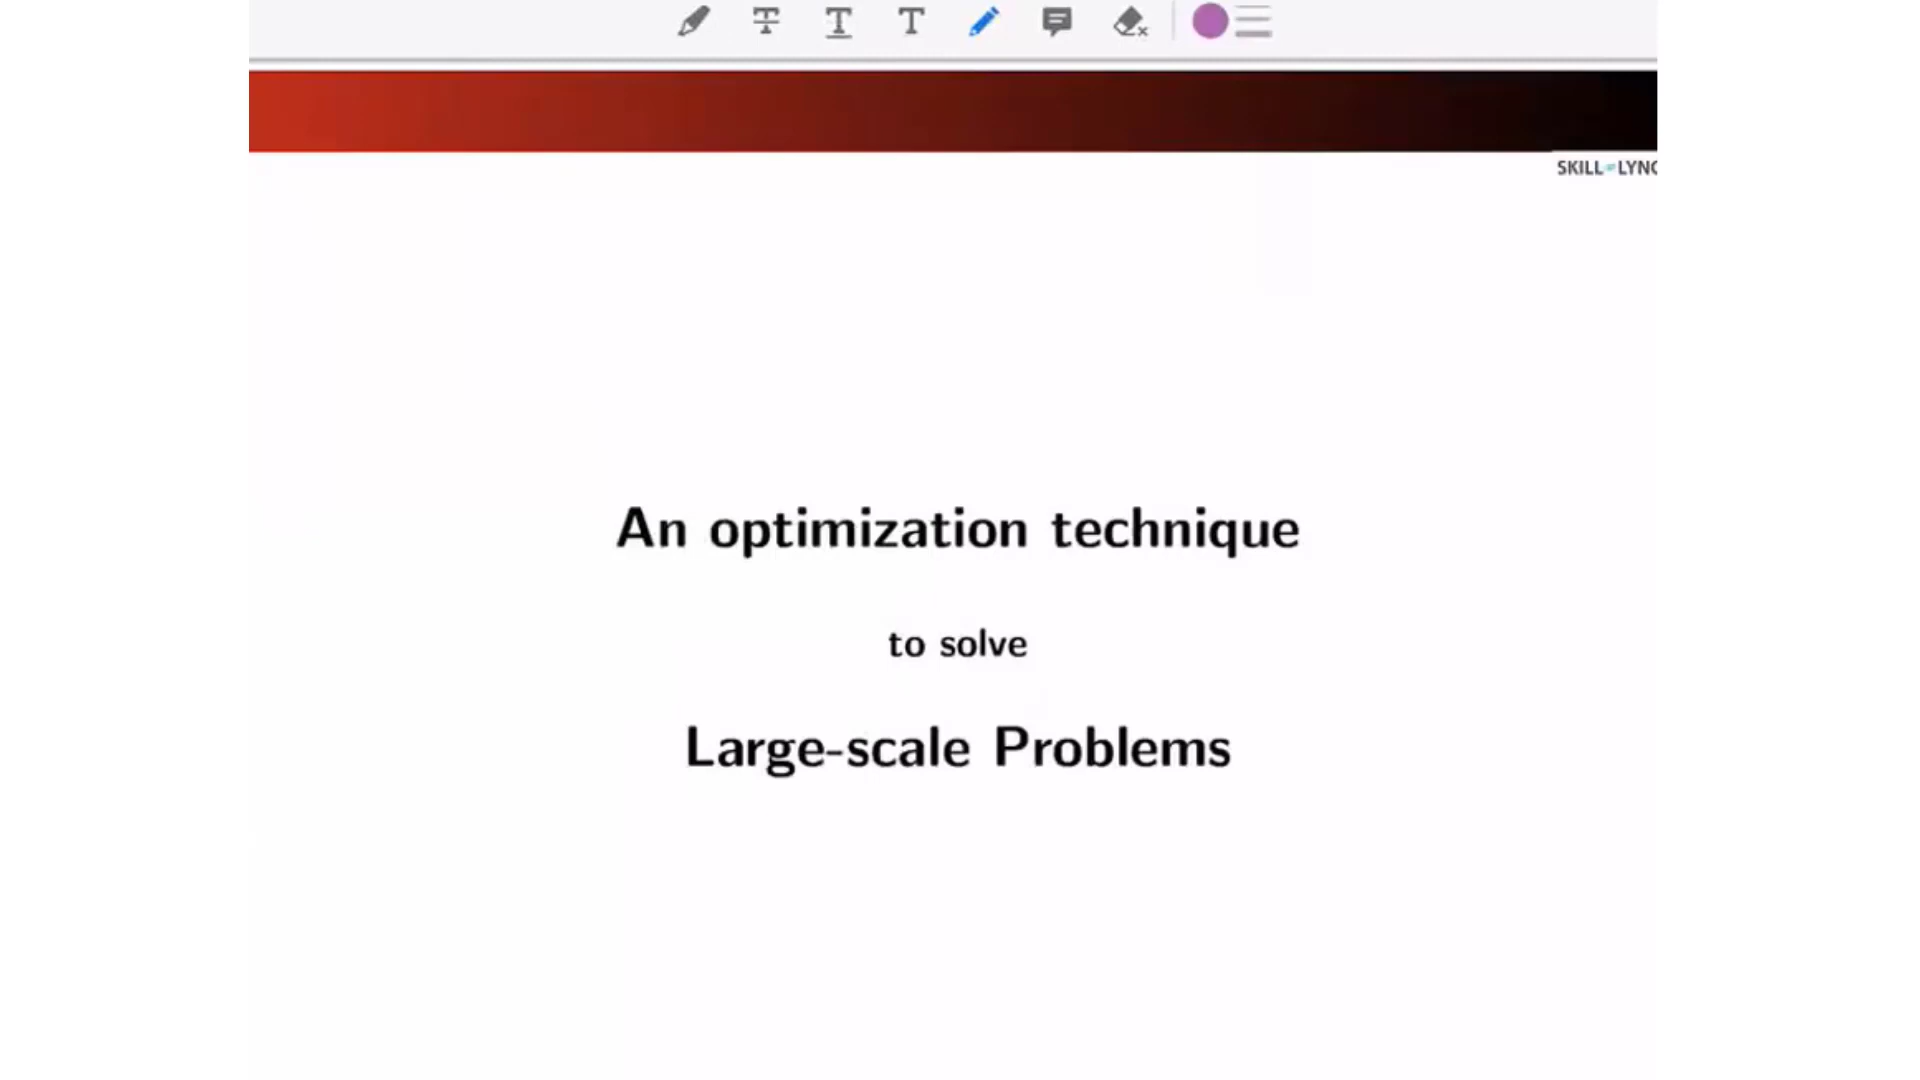 SKILL LYNC
An optimization technique
to solve
Large-scale Problems